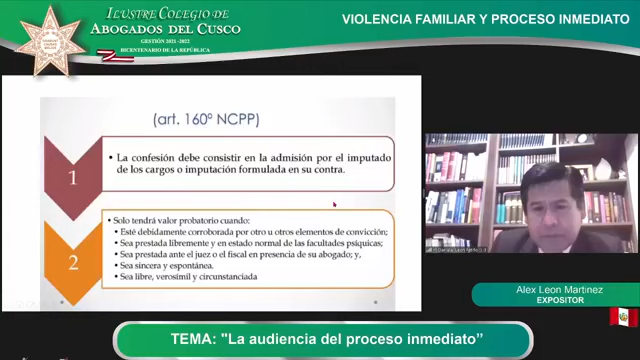 ILUSTRE COLEGIO DE
ABOGADOS DEL CUSCO
GESTIÓN 2021 -2022
BICENTENARIO DE LA REPÚBLICA
VIOLENCIA FAMILIAR Y PROCESO INMEDIATO
(art. 160º NCPP)
1
• La confesión debe consistir en la admisión por el imputado
de los cargos o imputación formulada en su contra.
2
• Solo tendrá valor probatorio cuando:
• Esté debidamente corroborada por otro u otros elementos de convicción;
• Sea prestada libremente y en estado normal de las facultades psíquicas;
• Sea prestada ante el juez o el fiscal en presencia de su abogado; y,
• Sea sincera y espontánea.
• Sea libre, verosímil y circunstanciada
Alex Leon Martinez
EXPOSITOR
TEMA: "La audiencia del proceso inmediato”